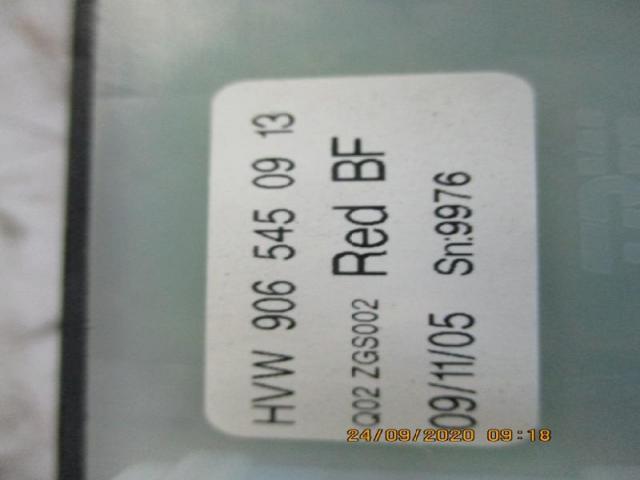 HVW 906 545 09 13
Q02 ZGS002 Red BF
09/11/05 Sn:9976
24/09/2020 09:18